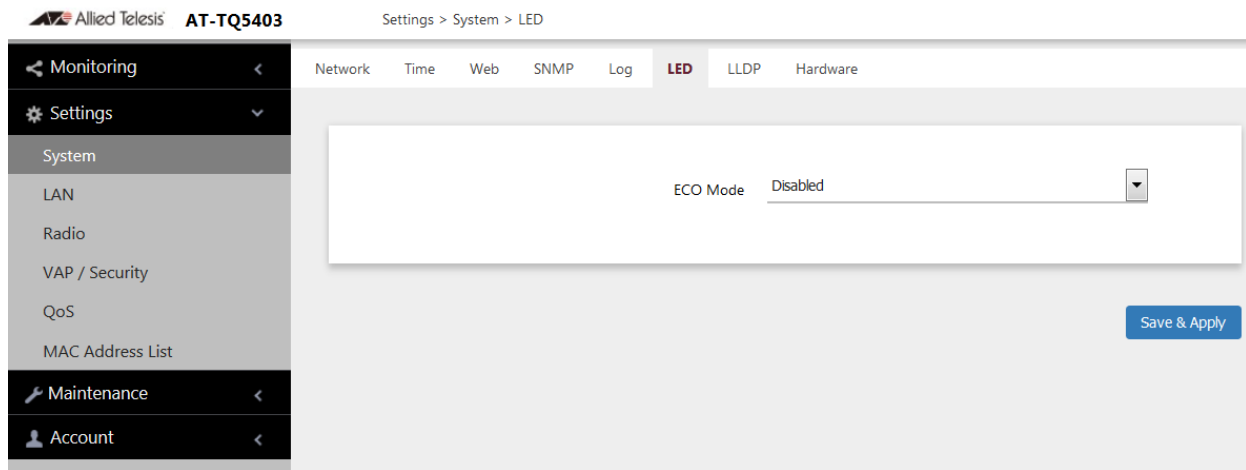 Allied Telesis AT-TQ5403 Settings > System > LED
Monitoring
Network Time Web SNMP Log LED LLDP Hardware
Settings
System
LAN
Radio
VAP / Security
QoS
MAC Address List
Maintenance
Account
ECO Mode Disabled
Save & Apply